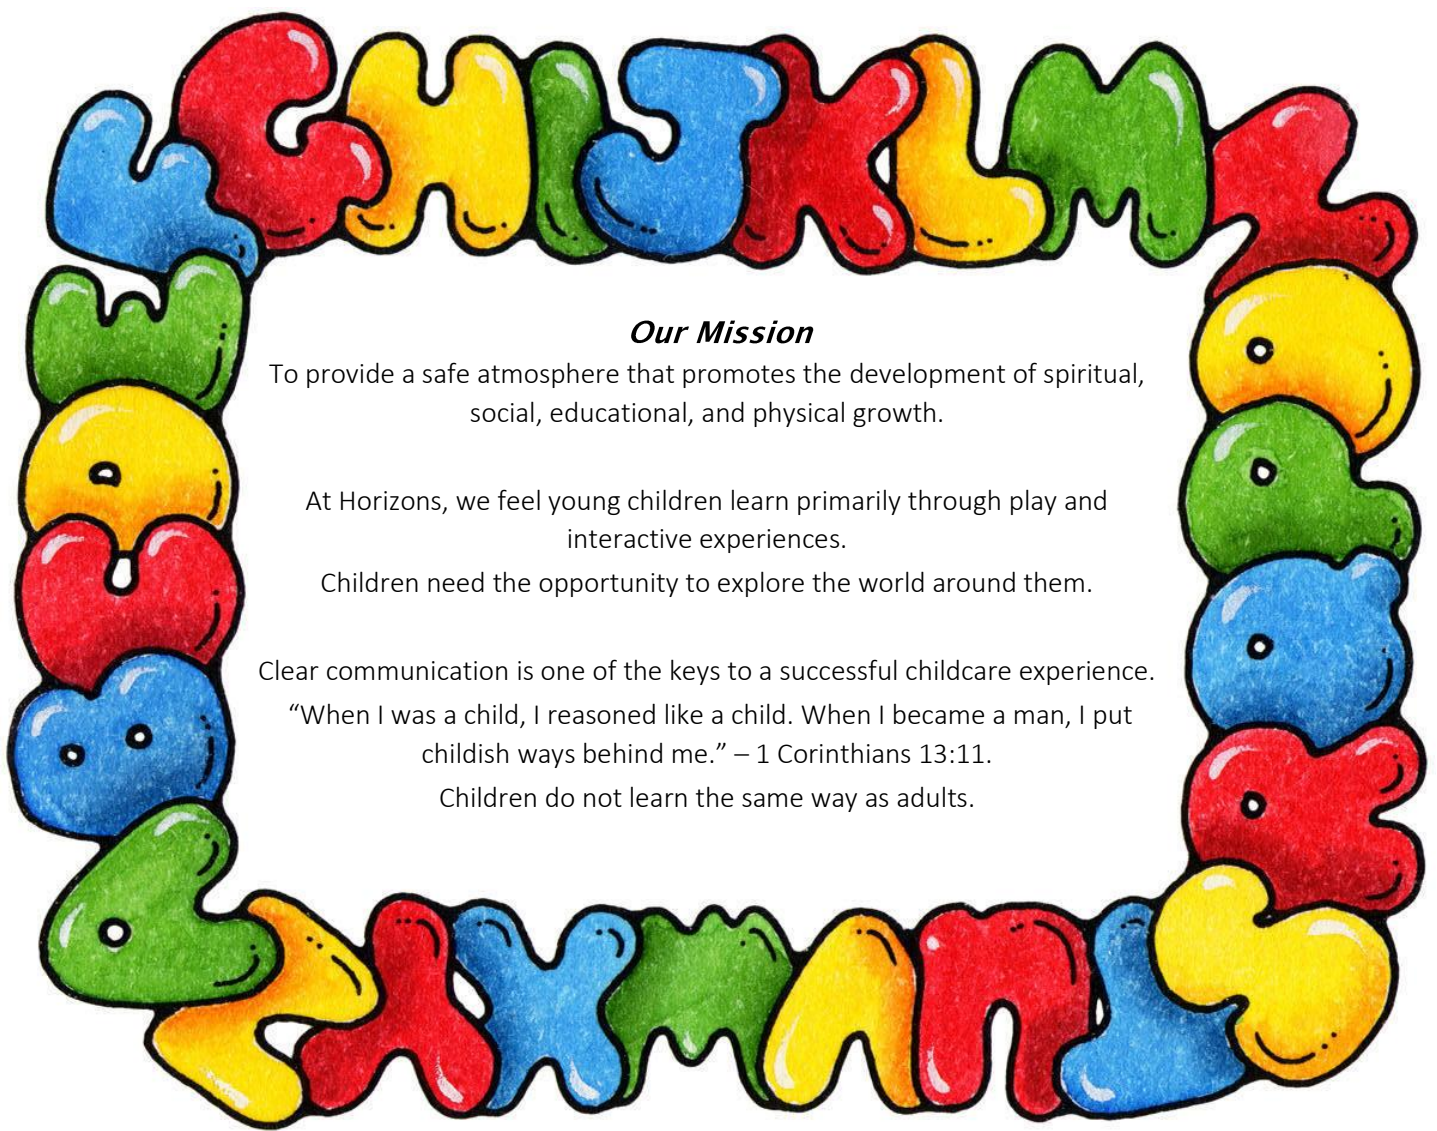 Our Mission
To provide a safe atmosphere that promotes the development of spiritual,
social, educational, and physical growth.
At Horizons, we feel young children learn primarily through play and
interactive experiences.
Children need the opportunity to explore the world around them.
Clear communication is one of the keys to a successful childcare experience.
“When I was a child, I reasoned like a child. When I became a man, I put
childish ways behind me.” – 1 Corinthians 13:11.
Children do not learn the same way as adults.
A B C D E F G H I J K L M N O P Q R S T U V W X Y Z